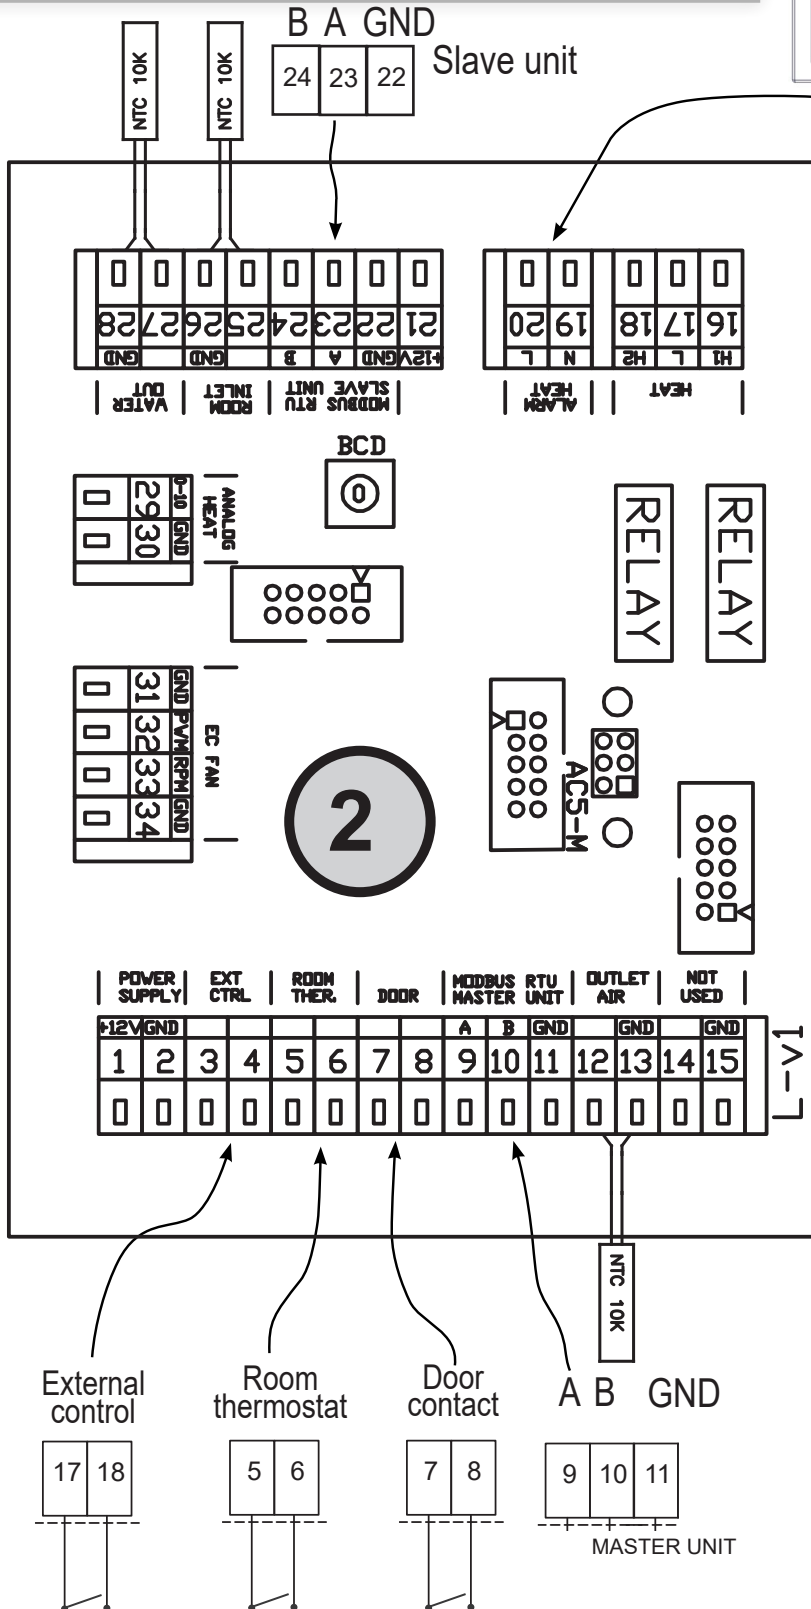 B A GND
24 23 22
Slave unit
NTC 10K
NTC 10K
28 27 26 25 24 23 22 21
GND GND B A GND +12V
WATER OUT
ROOM INLET
MODBUS RTU
SLAVE UNIT
20 19 18 17 16
L N H2 L H1
ALARM HEAT
HEAT
BCD
0
29 0-10
30 GND
ANALOG
HEAT
RELAY
RELAY
31 GND
32 PWM
33 RPM
34 GND
EC FAN
2
AC5-M
POWER SUPPLY
EXT CTRL
ROOM THER.
DOOR
MODBUS RTU
MASTER UNIT
OUTLET AIR
NOT USED
+12V GND A B GND GND GND
1 2 3 4 5 6 7 8 9 10 11 12 13 14 15
L-v1
NTC 10K
External
control
17 18
Room
thermostat
5 6
Door
contact
7 8
A B GND
9 10 11
MASTER UNIT